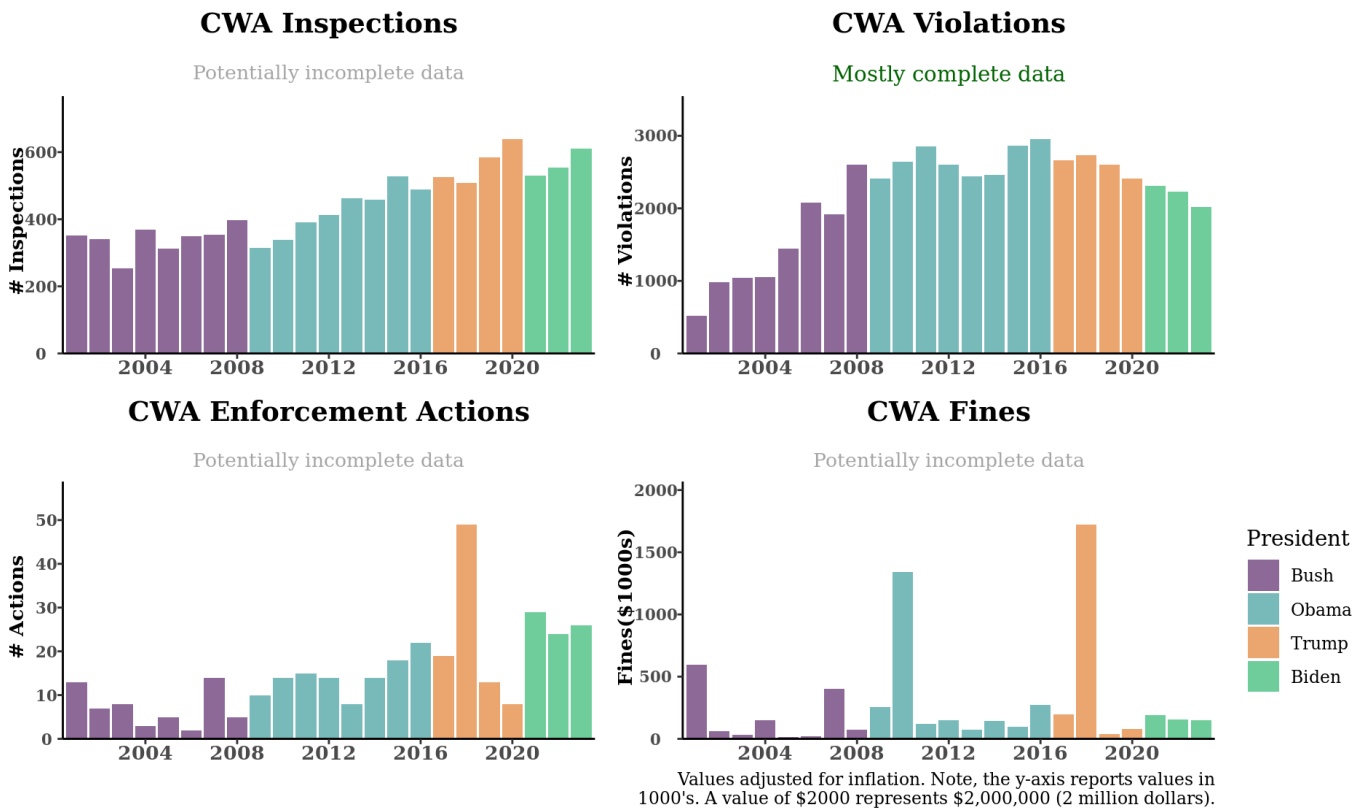 CWA Inspections
Potentially incomplete data
# Inspections
600
400
200
0
2004 2008 2012 2016 2020
CWA Violations
Mostly complete data
# Violations
3000
2000
1000
0
2004 2008 2012 2016 2020
CWA Enforcement Actions
Potentially incomplete data
# Actions
50
40
30
20
10
0
2004 2008 2012 2016 2020
CWA Fines
Potentially incomplete data
Fines($1000s)
2000
1500
1000
500
0
2004 2008 2012 2016 2020
Values adjusted for inflation. Note, the y-axis reports values in
1000's. A value of $2000 represents $2,000,000 (2 million dollars).
President
Bush
Obama
Trump
Biden